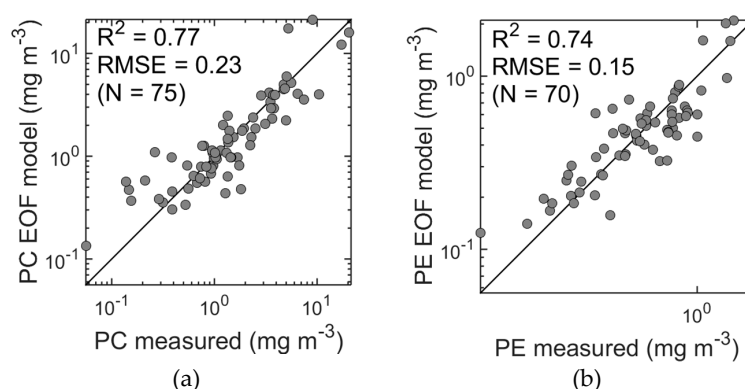 R² = 0.77
RMSE = 0.23
(N = 75)
PC EOF model (mg m⁻³)
10¹
10⁰
10⁻¹
10⁻¹ 10⁰ 10¹
PC measured (mg m⁻³)
(a)
R² = 0.74
RMSE = 0.15
(N = 70)
PE EOF model (mg m⁻³)
10⁰
10⁻¹
10⁰
PE measured (mg m⁻³)
(b)